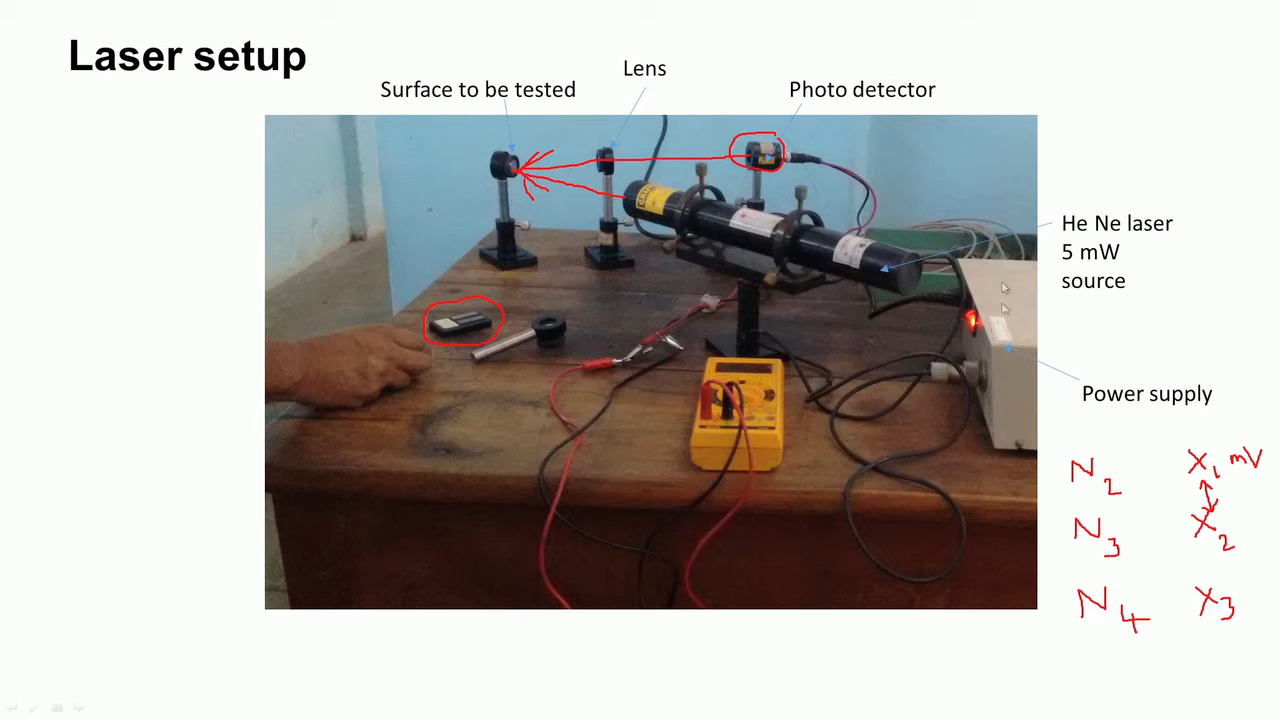 Laser setup
Lens
Surface to be tested
Photo detector
He Ne laser
5 mW
source
Power supply
N2 X1 mV
N3 X2
N4 X3